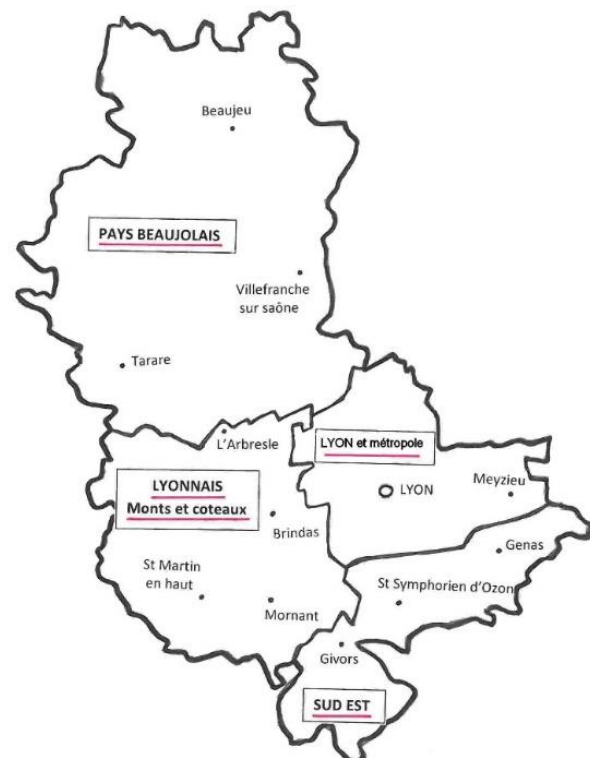 Beaujeu
PAYS BEAUJOLAIS
Villefranche
sur saône
Tarare
L'Arbresle
LYON et métropole
LYONNAIS
Monts et coteaux
LYON
Meyzieu
Brindas
Genas
St Martin
en haut
St Symphorien d'Ozon
Mornant
Givors
SUD EST